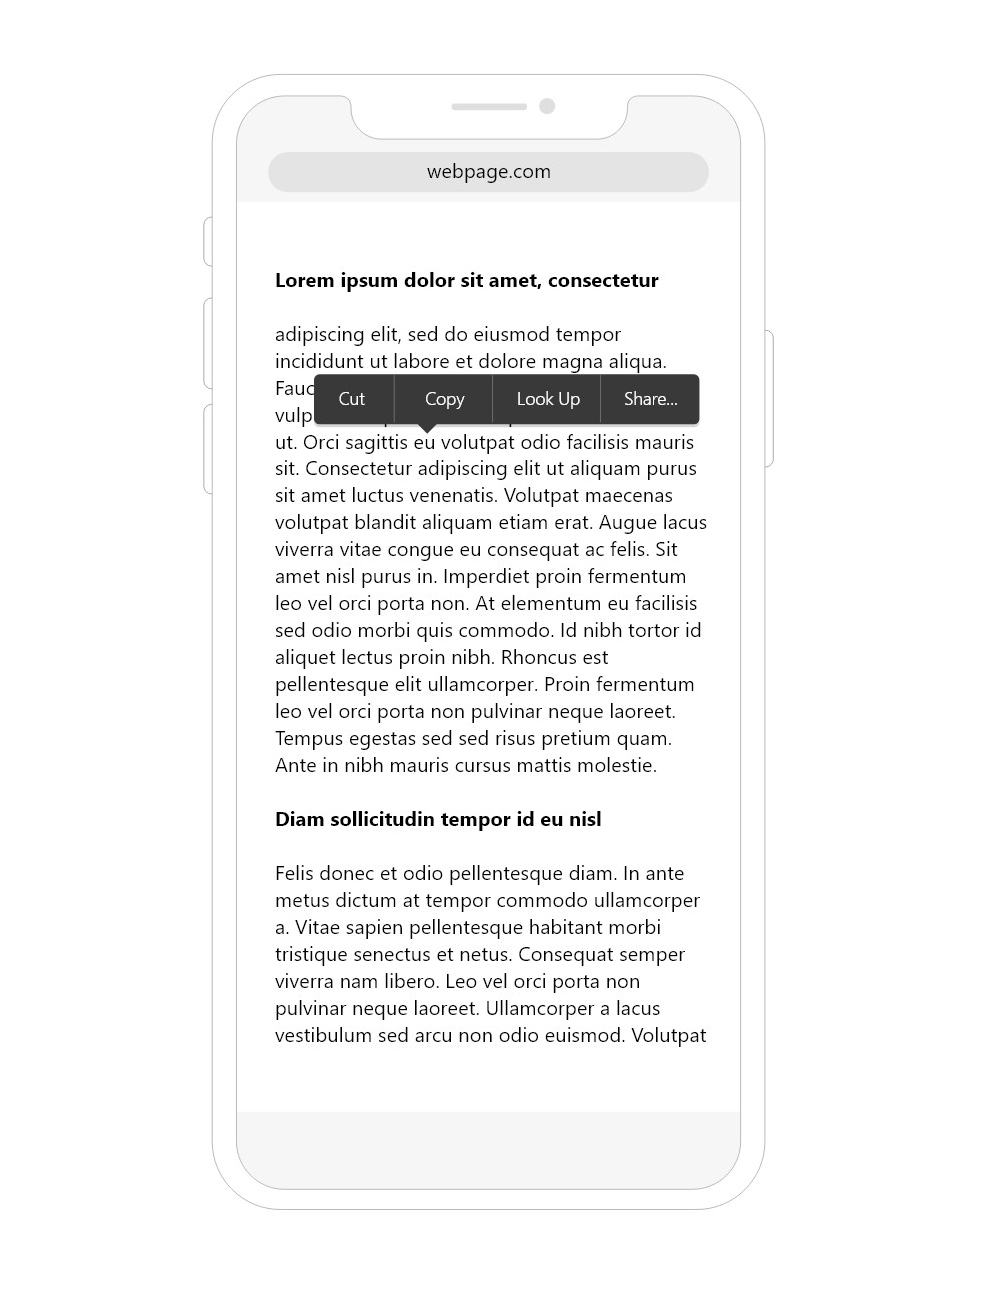 webpage.com
Lorem ipsum dolor sit amet, consectetur
adipiscing elit, sed do eiusmod tempor
incididunt ut labore et dolore magna aliqua.
Cut Copy Look Up Share...
ut. Orci sagittis eu volutpat odio facilisis mauris
sit. Consectetur adipiscing elit ut aliquam purus
sit amet luctus venenatis. Volutpat maecenas
volutpat blandit aliquam etiam erat. Augue lacus
viverra vitae congue eu consequat ac felis. Sit
amet nisl purus in. Imperdiet proin fermentum
leo vel orci porta non. At elementum eu facilisis
sed odio morbi quis commodo. Id nibh tortor id
aliquet lectus proin nibh. Rhoncus est
pellentesque elit ullamcorper. Proin fermentum
leo vel orci porta non pulvinar neque laoreet.
Tempus egestas sed sed risus pretium quam.
Ante in nibh mauris cursus mattis molestie.
Diam sollicitudin tempor id eu nisl
Felis donec et odio pellentesque diam. In ante
metus dictum at tempor commodo ullamcorper
a. Vitae sapien pellentesque habitant morbi
tristique senectus et netus. Consequat semper
viverra nam libero. Leo vel orci porta non
pulvinar neque laoreet. Ullamcorper a lacus
vestibulum sed arcu non odio euismod. Volutpat